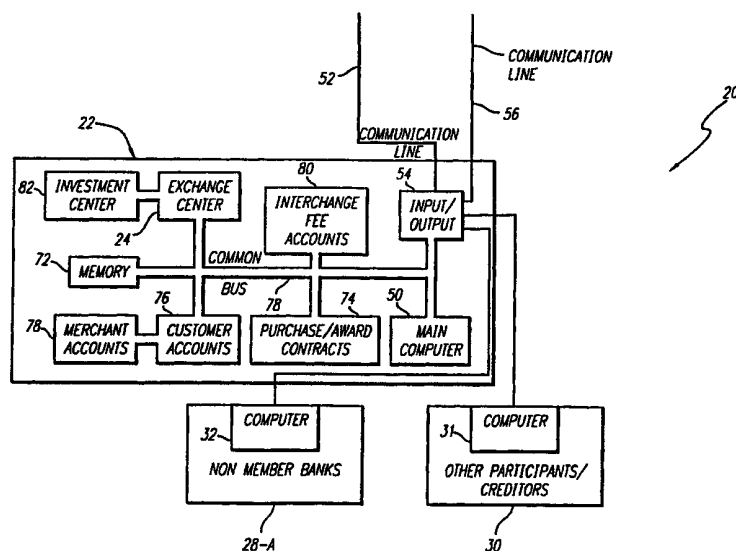 COMMUNICATION
LINE
52
56
20
COMMUNICATION
LINE
22
82
INVESTMENT
CENTER
EXCHANGE
CENTER
24
80
INTERCHANGE
FEE
ACCOUNTS
54
INPUT/
OUTPUT
72
MEMORY
COMMON
BUS
76
78
74
50
78
MERCHANT
ACCOUNTS
CUSTOMER
ACCOUNTS
PURCHASE/AWARD
CONTRACTS
MAIN
COMPUTER
COMPUTER
32
NON MEMBER BANKS
28-A
COMPUTER
31
OTHER PARTICIPANTS/
CREDITORS
30